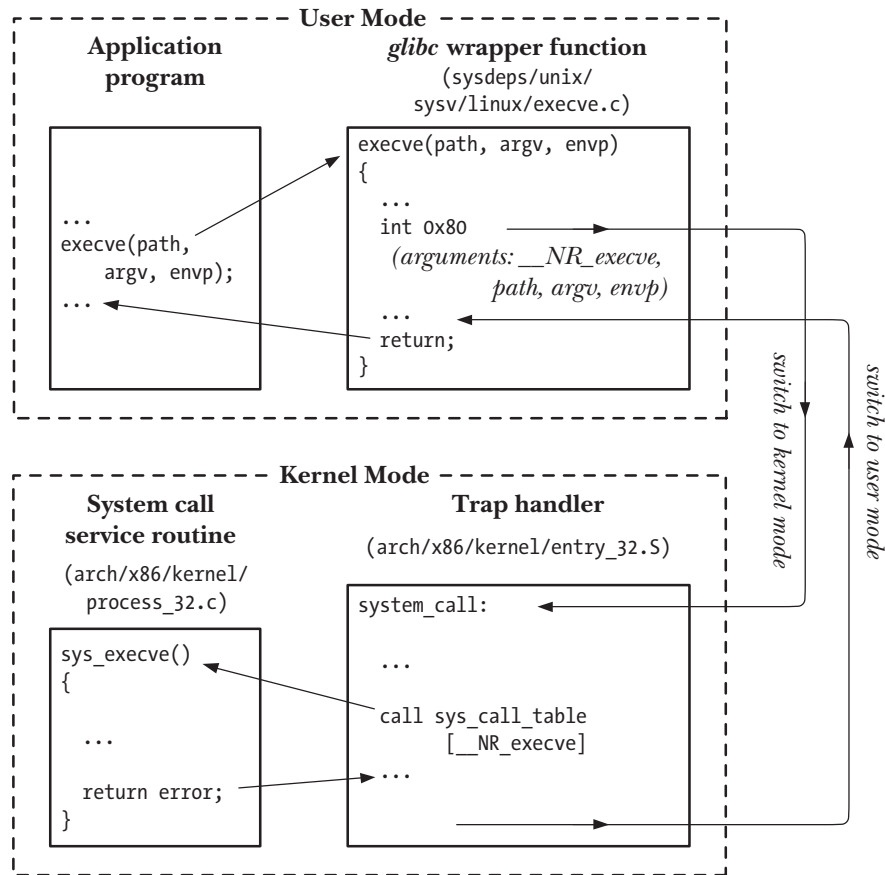 User Mode
Application
program
glibc wrapper function
(sysdeps/unix/
sysv/linux/execve.c)
...
execve(path,
argv, envp);
...
execve(path, argv, envp)
{
...
int 0x80
(arguments: __NR_execve,
path, argv, envp)
...
return;
}
switch to kernel mode
switch to user mode
Kernel Mode
System call
service routine
(arch/x86/kernel/
process_32.c)
Trap handler
(arch/x86/kernel/entry_32.S)
sys_execve()
{
...
return error;
}
system_call:
...
call sys_call_table
[__NR_execve]
...